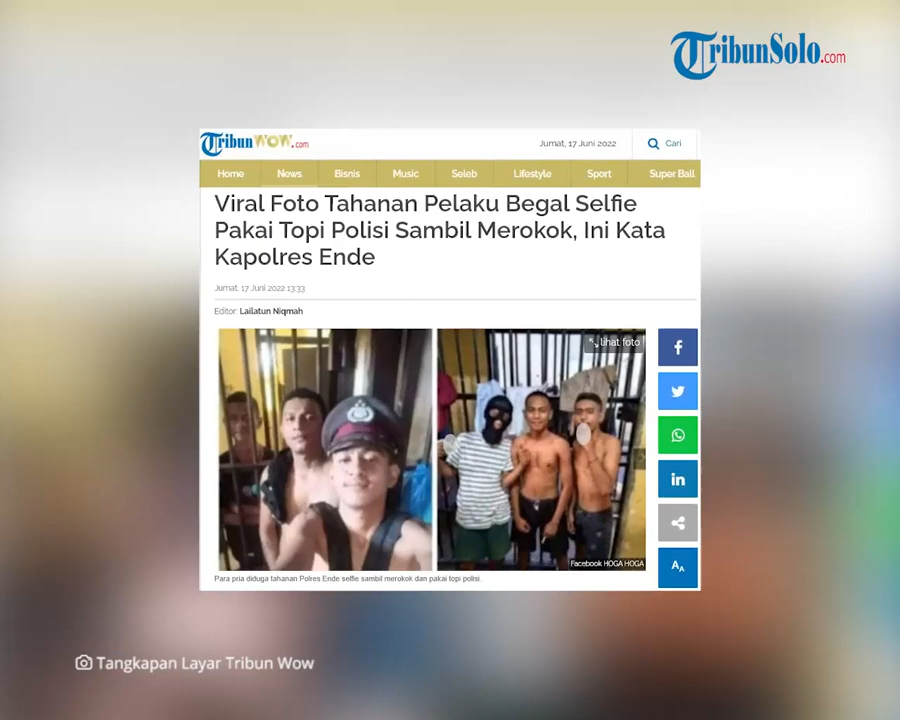 TribunSolo.com
TribunWOW.com
Jumat, 17 Juni 2022
Cari
Home News Bisnis Music Seleb Lifestyle Sport Super Ball
Viral Foto Tahanan Pelaku Begal Selfie
Pakai Topi Polisi Sambil Merokok, Ini Kata
Kapolres Ende
Jumat, 17 Juni 2022 13:33
Editor: Lailatun Niqmah
lihat foto
Facebook HOGA HOGA
AA
Para pria diduga tahanan Polres Ende selfie sambil merokok dan pakai topi polisi.
Tangkapan Layar Tribun Wow